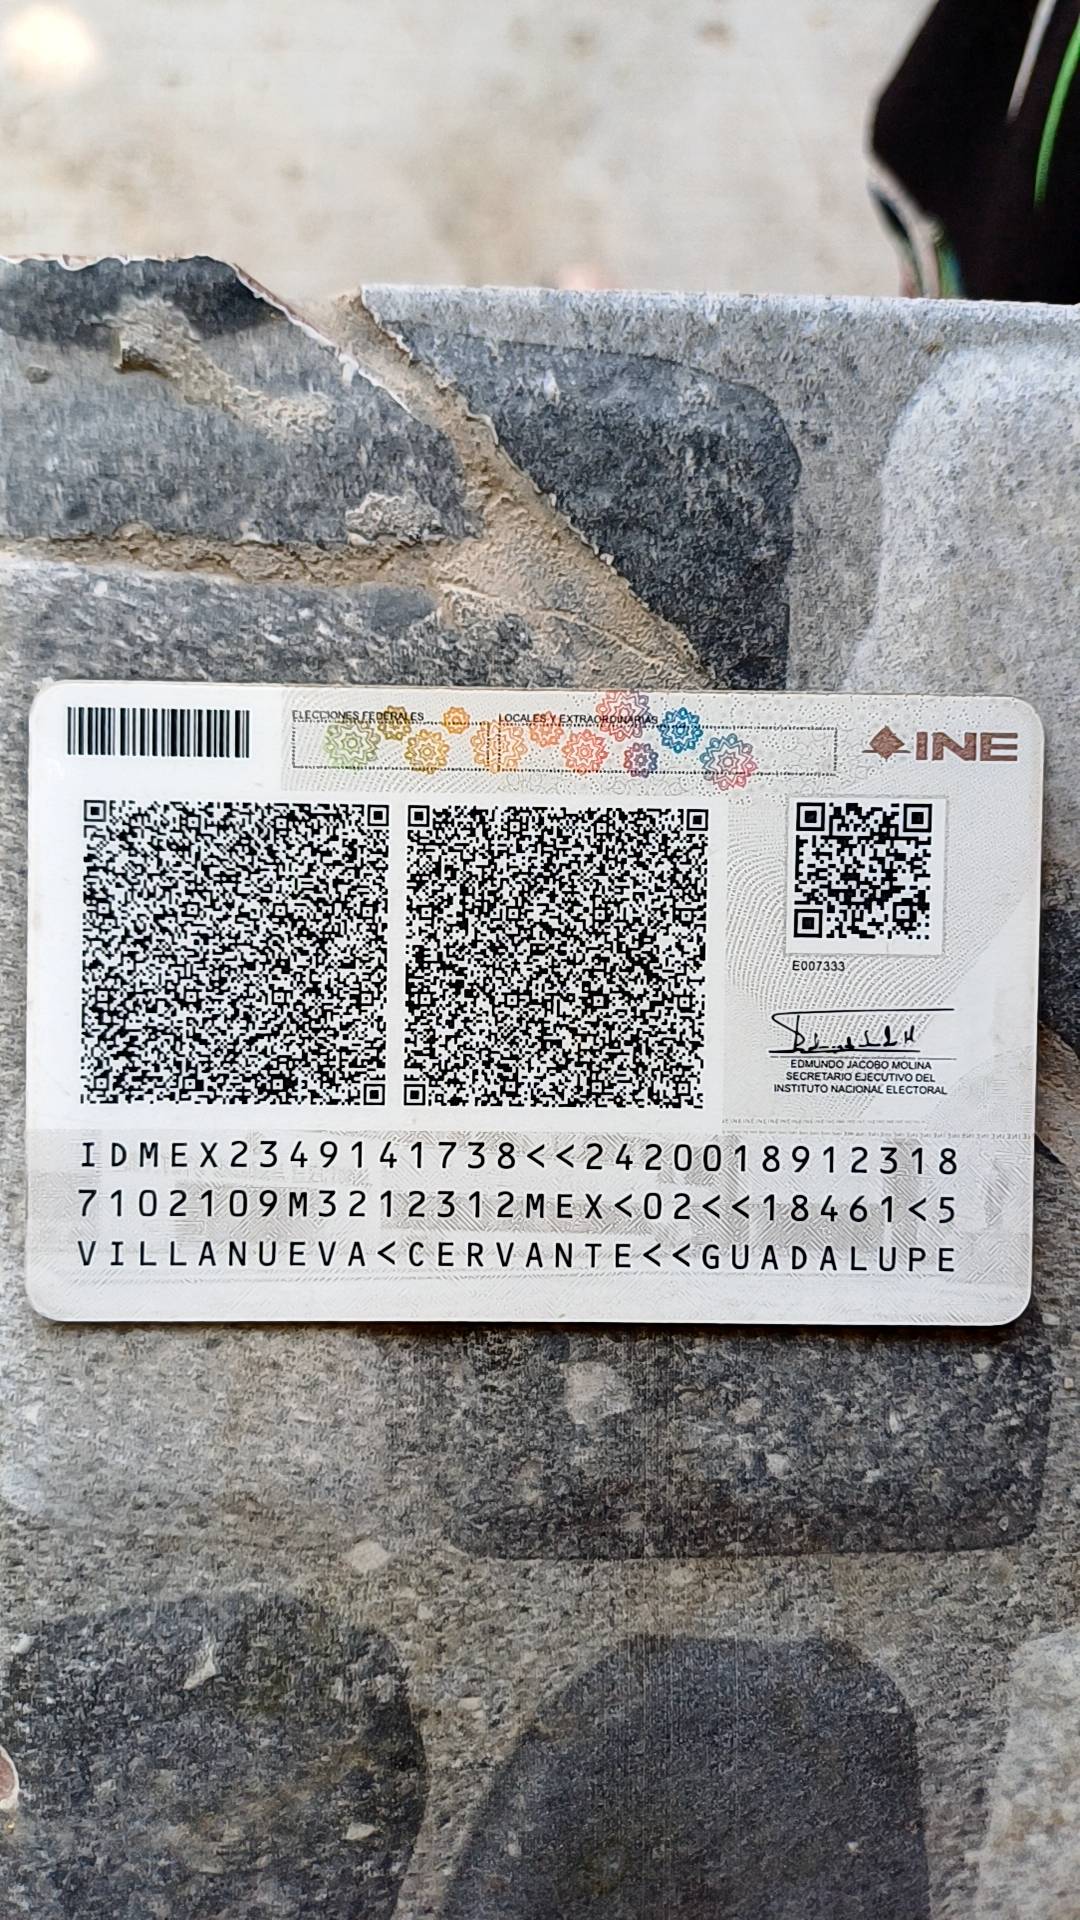 ELECCIONES FEDERALES LOCALES Y EXTRAORDINARIAS
INE
E007333
EDMUNDO JACOBO MOLINA
SECRETARIO EJECUTIVO DEL
INSTITUTO NACIONAL ELECTORAL
IDMEX2349141738<<2420018912318
7102109M3212312MEX<02<<18461<5
VILLANUEVA<CERVANTE<<GUADALUPE